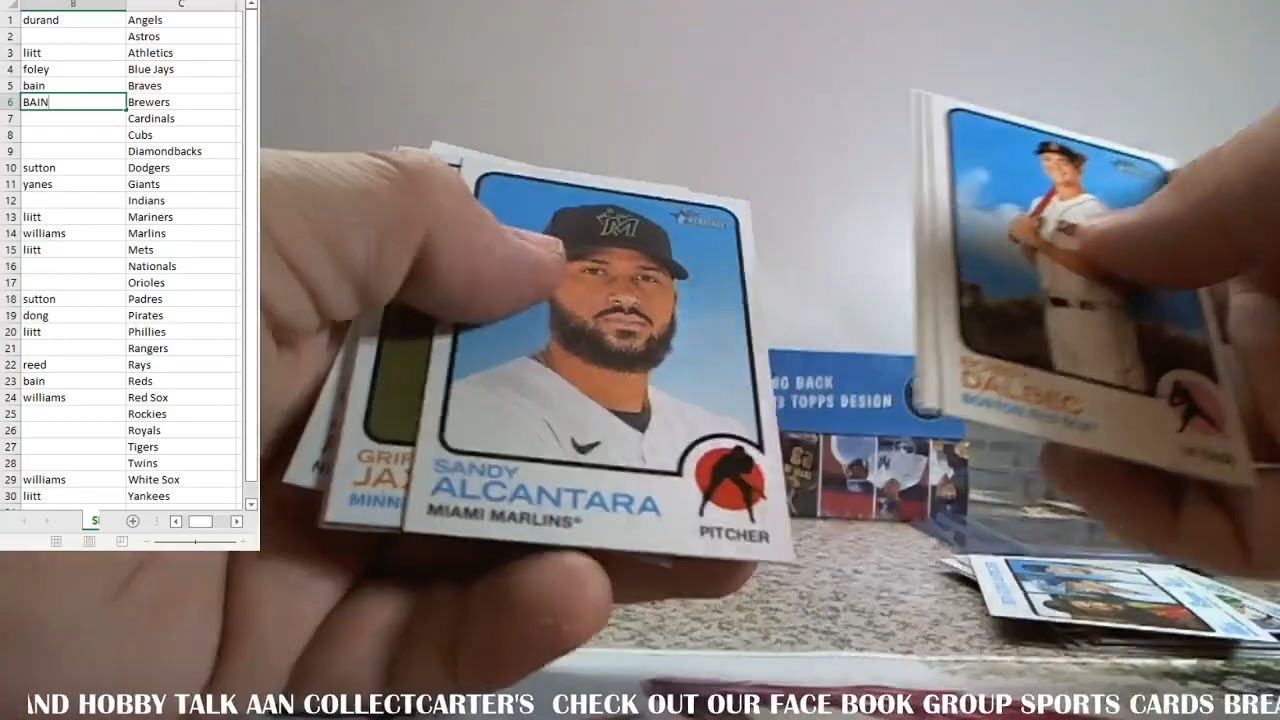 B C
1 durand Angels
2 Astros
3 liitt Athletics
4 foley Blue Jays
5 bain Braves
6 BAIN Brewers
7 Cardinals
8 Cubs
9 Diamondbacks
10 sutton Dodgers
11 yanes Giants
12 Indians
13 liitt Mariners
14 williams Marlins
15 liitt Mets
16 Nationals
17 Orioles
18 sutton Padres
19 dong Pirates
20 liitt Phillies
21 Rangers
22 reed Rays
23 bain Reds
24 williams Red Sox
25 Rockies
26 Royals
27 Tigers
28 Twins
29 williams White Sox
30 liitt Yankees
HERITAGE
M
SANDY
ALCANTARA
MIAMI MARLINS
PITCHER
GRIF
JA
MINN
DALBEC
BACK
TOPPS DESIGN
AND HOBBY TALK AAN COLLECTCARTER'S CHECK OUT OUR FACE BOOK GROUP SPORTS CARDS BREA